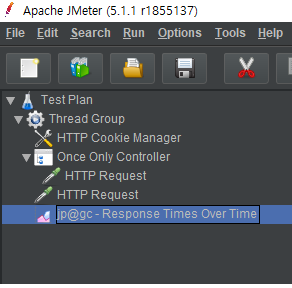 Apache JMeter (5.1.1 r1855137)
File Edit Search Run Options Tools Help
Test Plan
Thread Group
HTTP Cookie Manager
Once Only Controller
HTTP Request
HTTP Request
jp@gc - Response Times Over Time